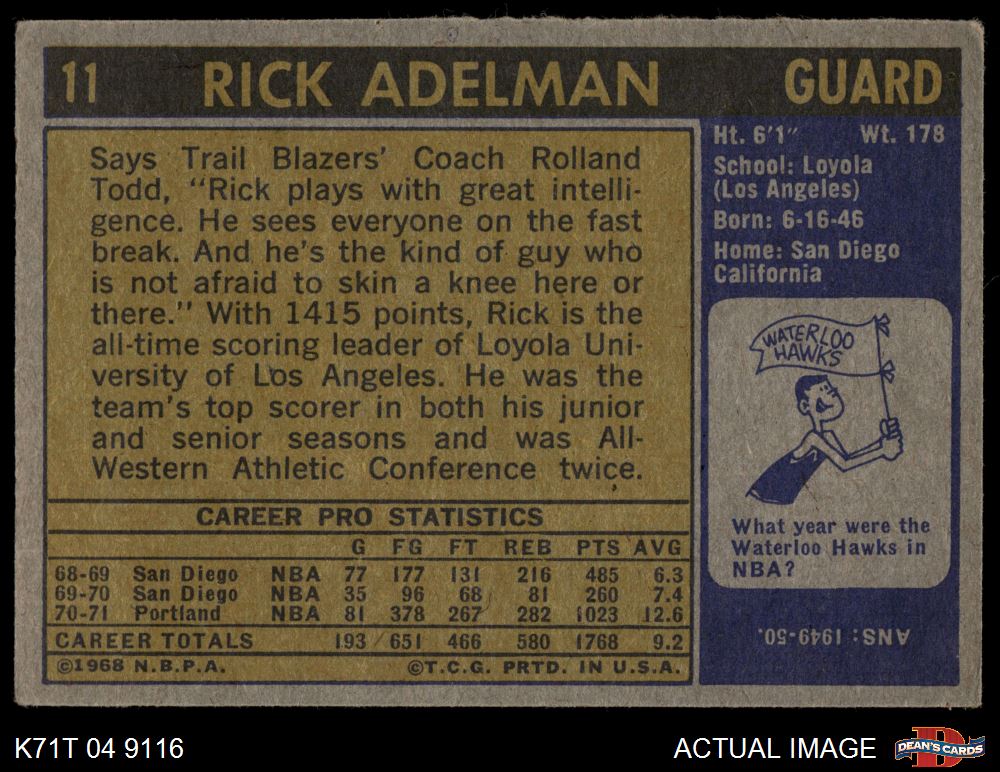 11 RICK ADELMAN GUARD
Says Trail Blazers' Coach Rolland
Todd, "Rick plays with great intelli-
gence. He sees everyone on the fast
break. And he's the kind of guy who
is not afraid to skin a knee here or
there." With 1415 points, Rick is the
all-time scoring leader of Loyola Uni-
versity of Los Angeles. He was the
team's top scorer in both his junior
and senior seasons and was All-
Western Athletic Conference twice.
CAREER PRO STATISTICS
G FG FT REB PTS AVG
68-69 San Diego NBA 77 177 131 216 485 6.3
69-70 San Diego NBA 35 96 68 81 260 7.4
70-71 Portland NBA 81 378 267 282 1023 12.6
CAREER TOTALS 193 651 466 580 1768 9.2
©1968 N.B.P.A. ©T.C.G. PRTD. IN U.S.A.
Ht. 6'1" Wt. 178
School: Loyola
(Los Angeles)
Born: 6-16-46
Home: San Diego
California
WATERLOO
HAWKS
What year were the
Waterloo Hawks in
NBA?
ANS: 1949-50.
K71T 04 9116
ACTUAL IMAGE
D
DEAN'S CARDS